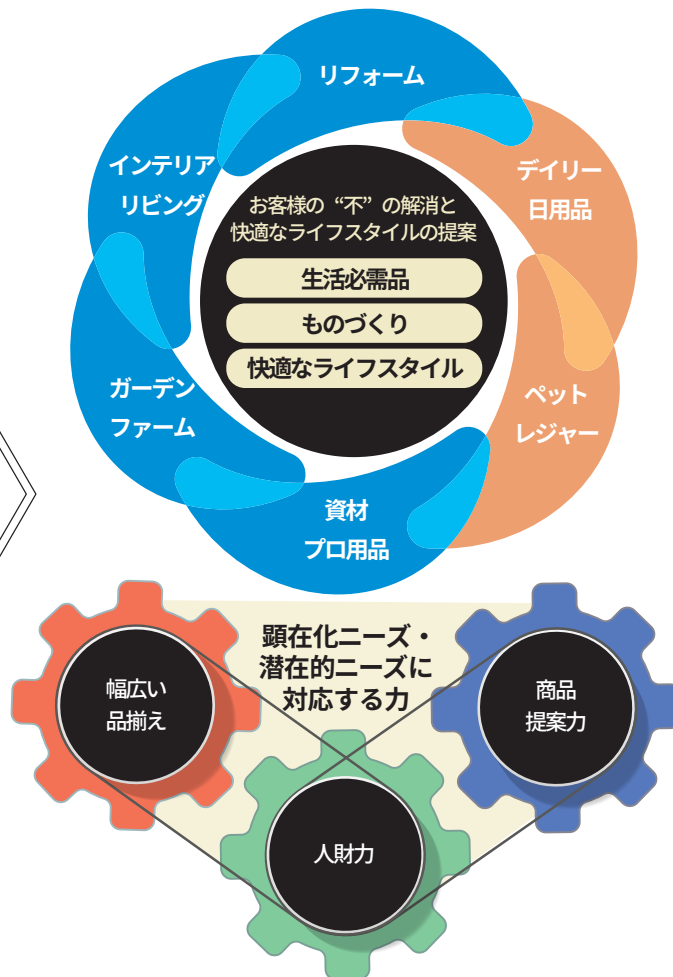 リフォーム
インテリア
リビング
デイリー
日用品
お客様の“不”の解消と
快適なライフスタイルの提案
生活必需品
ものづくり
快適なライフスタイル
ガーデン
ファーム
ペット
レジャー
資材
プロ用品
顕在化ニーズ・
潜在的ニーズに
対応する力
幅広い
品揃え
商品
提案力
人財力